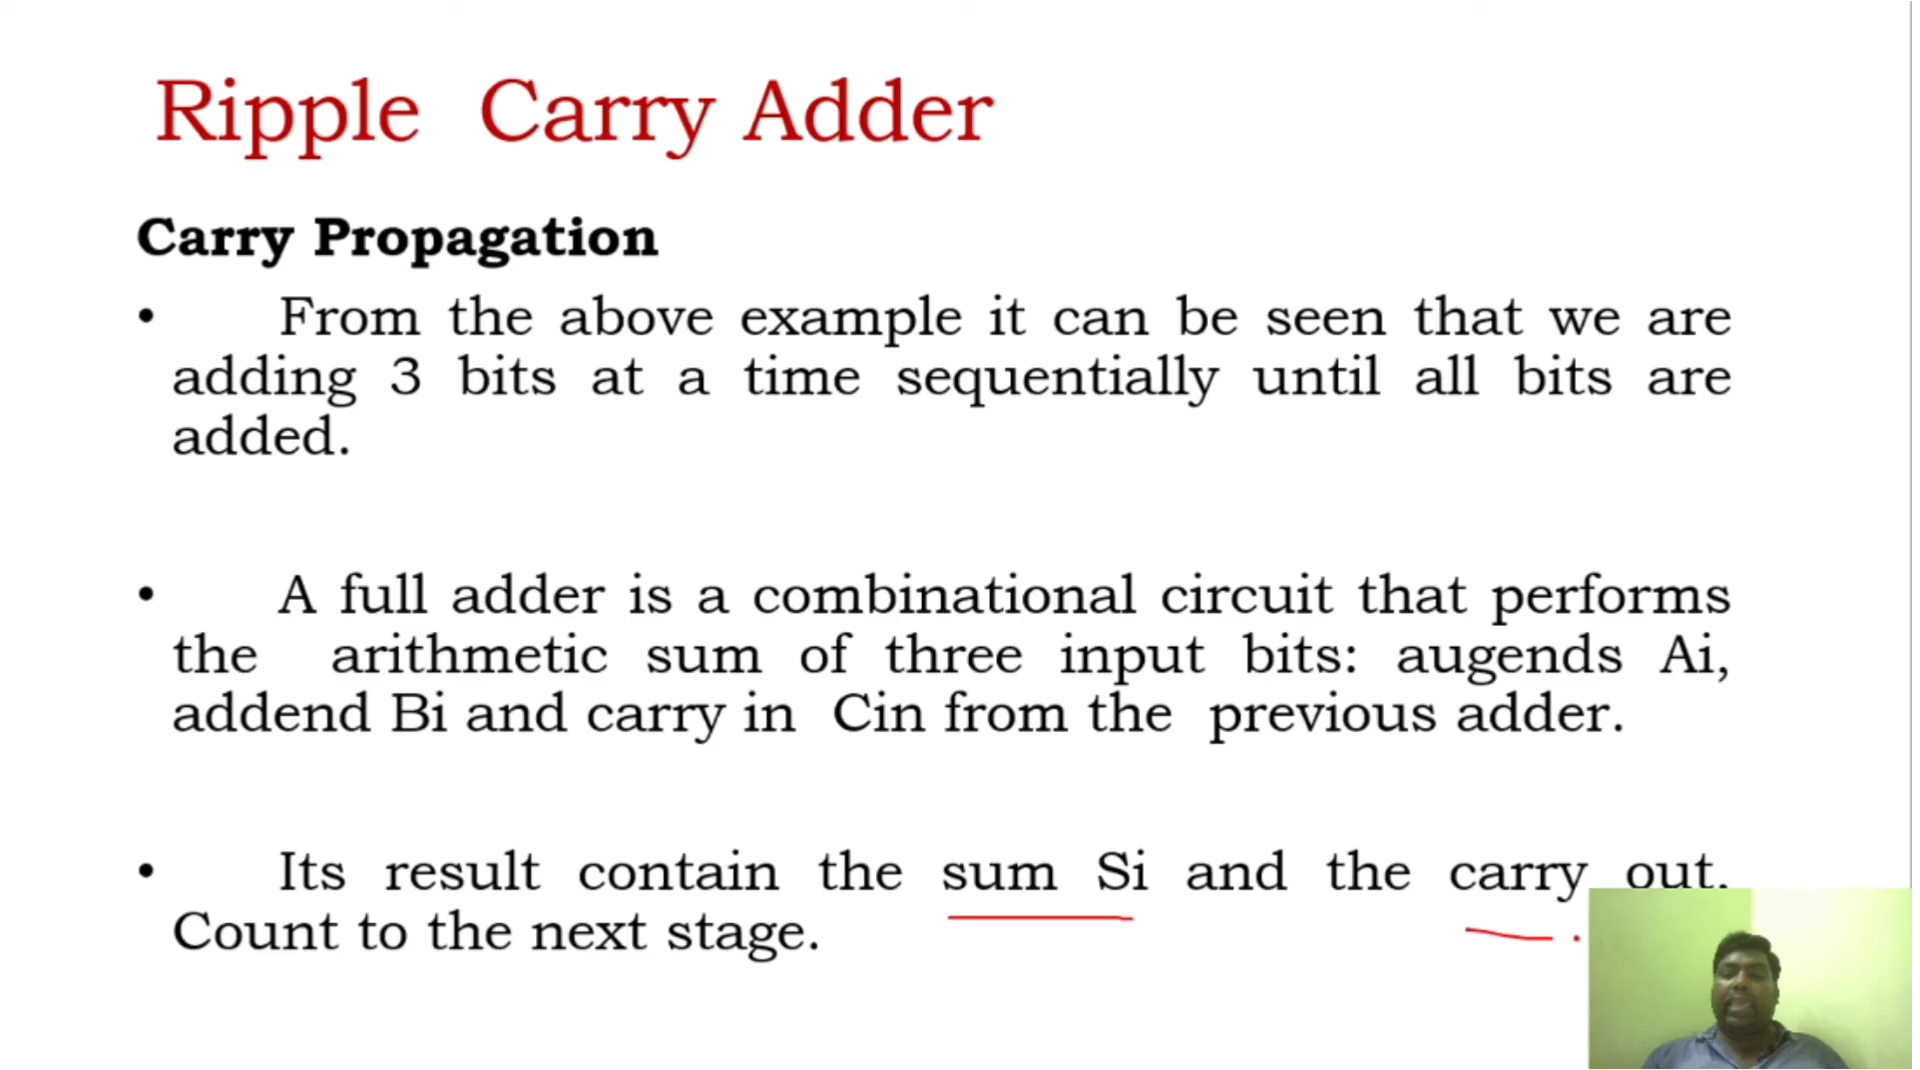 Ripple Carry Adder
Carry Propagation
• From the above example it can be seen that we are
adding 3 bits at a time sequentially until all bits are
added.
• A full adder is a combinational circuit that performs
the arithmetic sum of three input bits: augends Ai,
addend Bi and carry in Cin from the previous adder.
• Its result contain the sum Si and the carry out,
Count to the next stage.